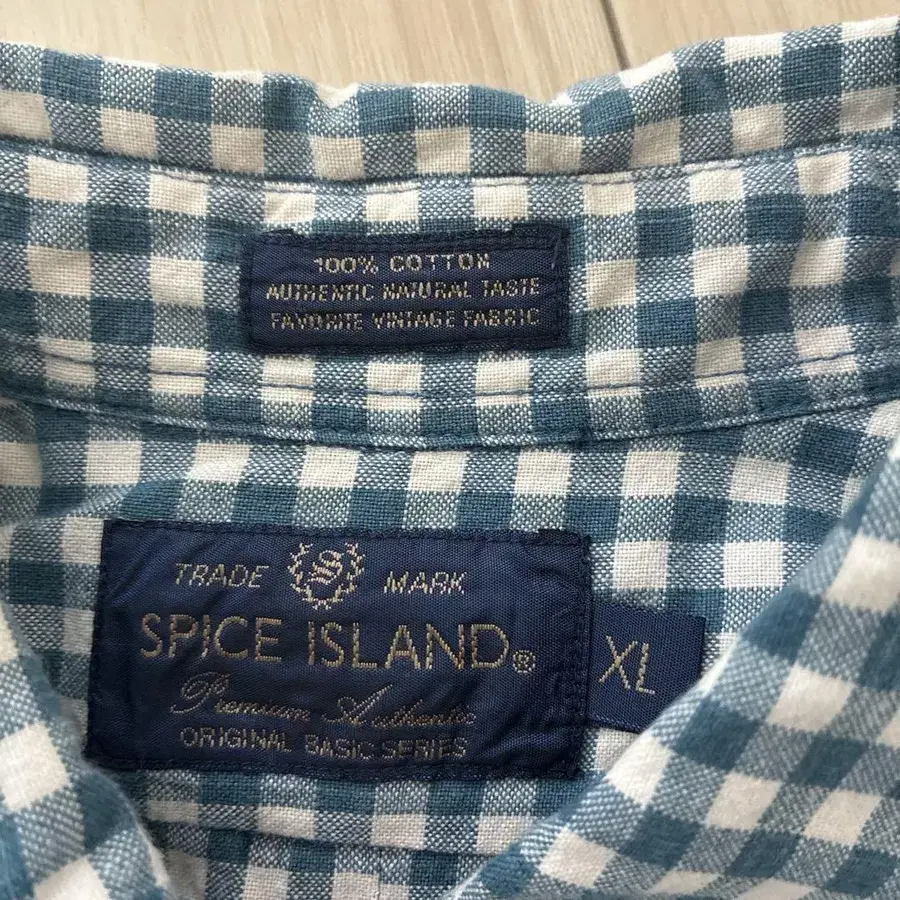 100% COTTON
AUTHENTIC NATURAL TASTE
FAVORITE VINTAGE FABRIC
TRADE S MARK
SPICE ISLAND®
XL
Premium Authentic
ORIGINAL BASIC SERIES